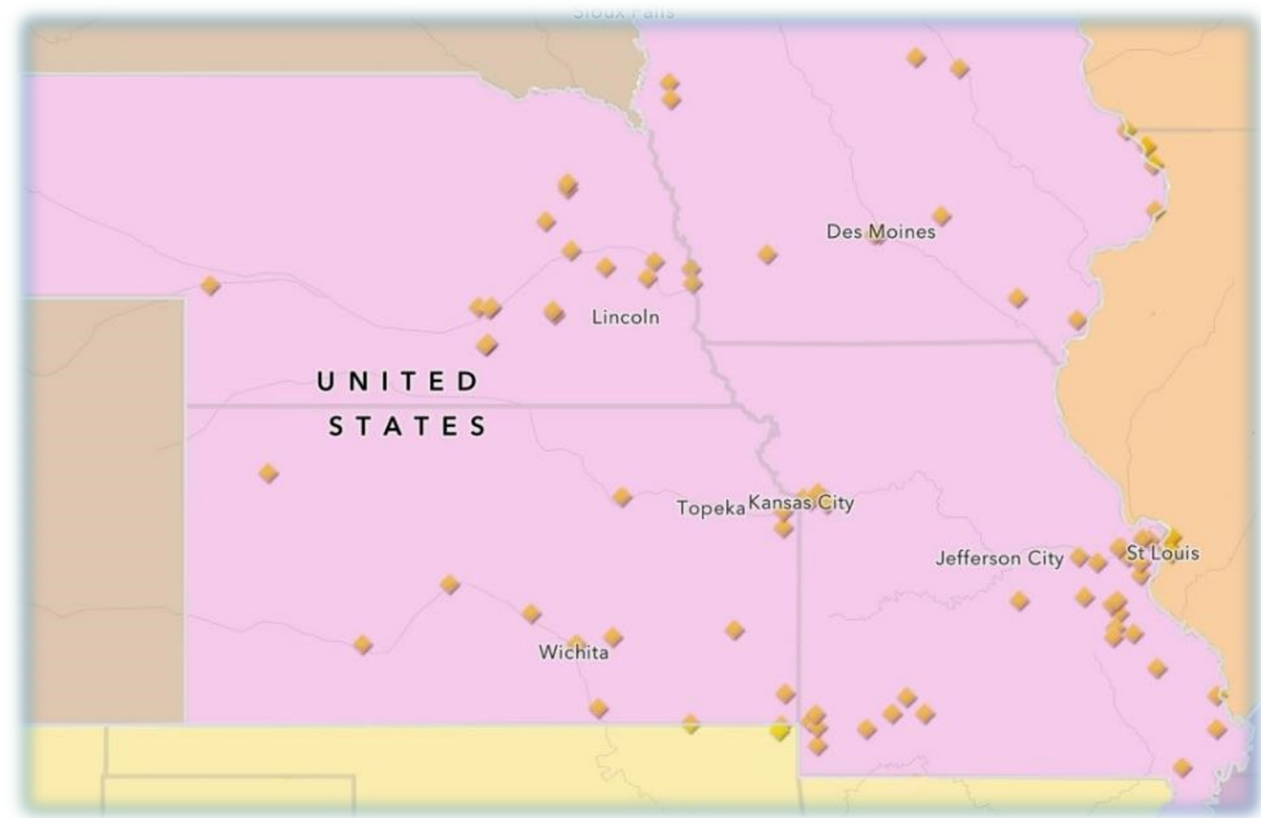 Sioux Falls
Des Moines
Lincoln
UNITED
STATES
Topeka
Kansas City
Jefferson City
St Louis
Wichita